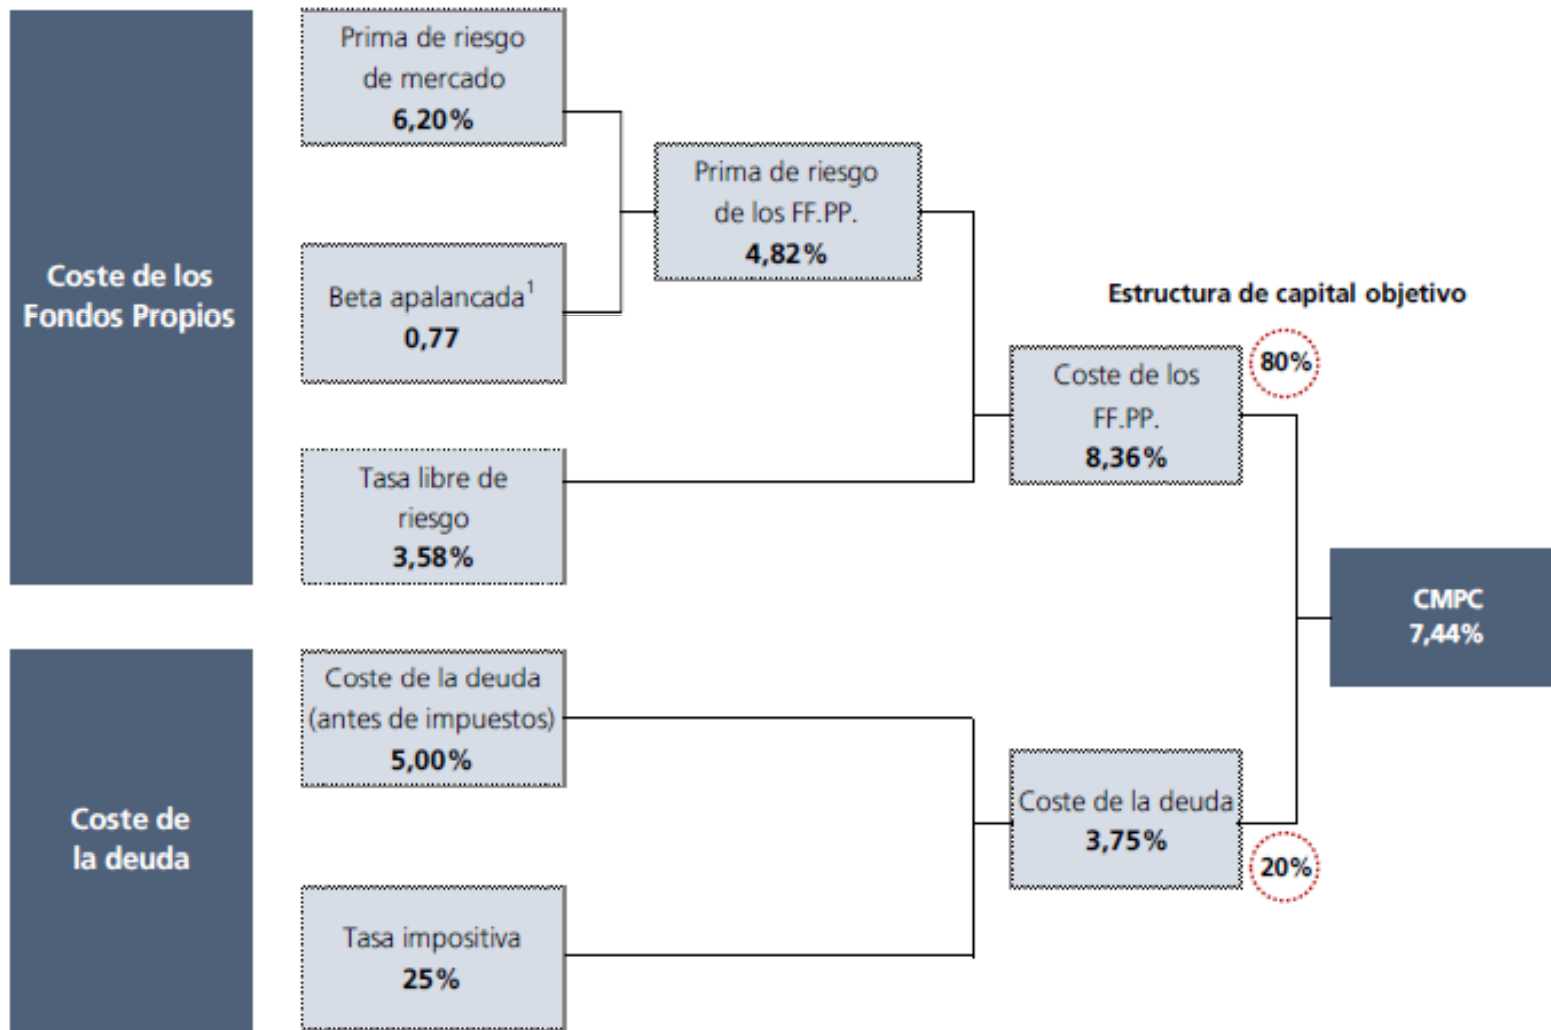 Coste de los
Fondos Propios
Prima de riesgo
de mercado
6,20%
Beta apalancada¹
0,77
Tasa libre de
riesgo
3,58%
Prima de riesgo
de los FF.PP.
4,82%
Estructura de capital objetivo
80%
Coste de los
FF.PP.
8,36%
CMPC
7,44%
Coste de
la deuda
Coste de la deuda
(antes de impuestos)
5,00%
Tasa impositiva
25%
Coste de la deuda
3,75%
20%